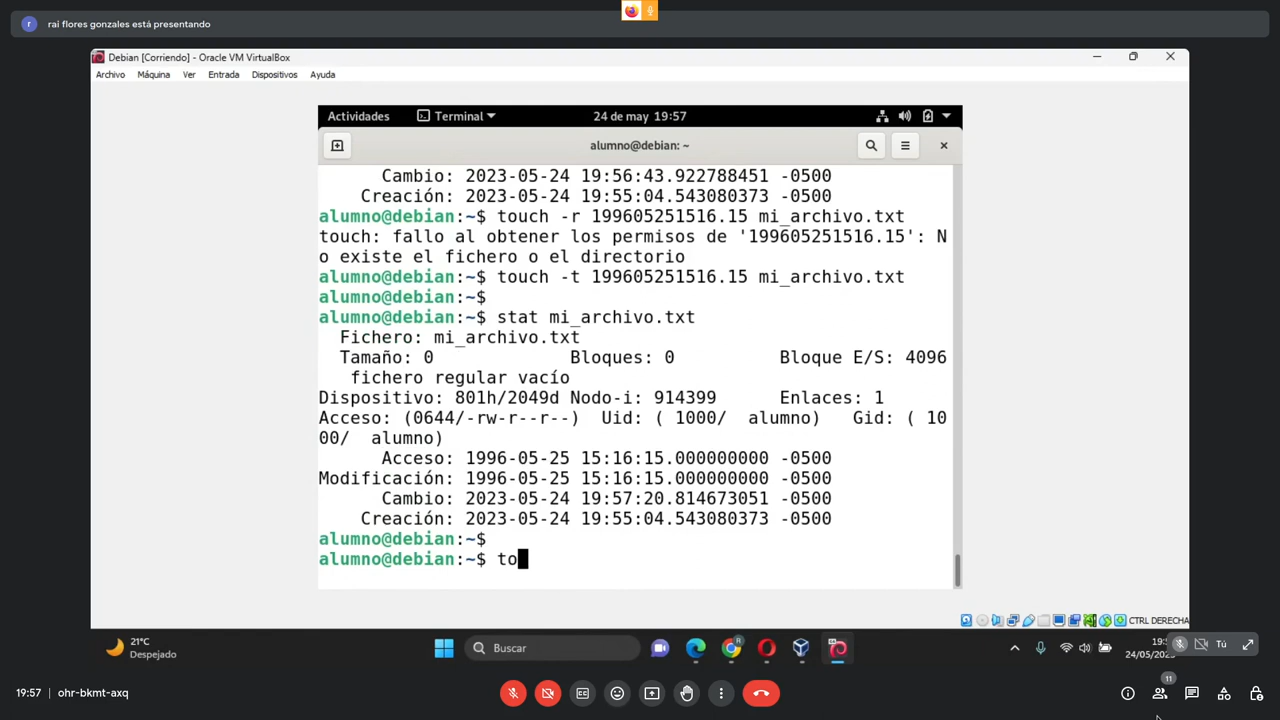 rai flores gonzales está presentando
Debian [Corriendo] - Oracle VM VirtualBox
Archivo Máquina Ver Entrada Dispositivos Ayuda
Actividades Terminal 24 de may 19:57
alumno@debian: ~
Cambio: 2023-05-24 19:56:43.922788451 -0500
Creación: 2023-05-24 19:55:04.543080373 -0500
alumno@debian:~$ touch -r 199605251516.15 mi_archivo.txt
touch: fallo al obtener los permisos de '199605251516.15': N
o existe el fichero o el directorio
alumno@debian:~$ touch -t 199605251516.15 mi_archivo.txt
alumno@debian:~$
alumno@debian:~$ stat mi_archivo.txt
Fichero: mi_archivo.txt
Tamaño: 0 Bloques: 0 Bloque E/S: 4096
fichero regular vacío
Dispositivo: 801h/2049d Nodo-i: 914399 Enlaces: 1
Acceso: (0644/-rw-r--r--) Uid: ( 1000/ alumno) Gid: ( 10
00/ alumno)
Acceso: 1996-05-25 15:16:15.000000000 -0500
Modificación: 1996-05-25 15:16:15.000000000 -0500
Cambio: 2023-05-24 19:57:20.814673051 -0500
Creación: 2023-05-24 19:55:04.543080373 -0500
alumno@debian:~$
alumno@debian:~$ to
CTRL DERECHA
21°C
Despejado
Buscar
Tú
11
19:57 ohr-bkmt-axq